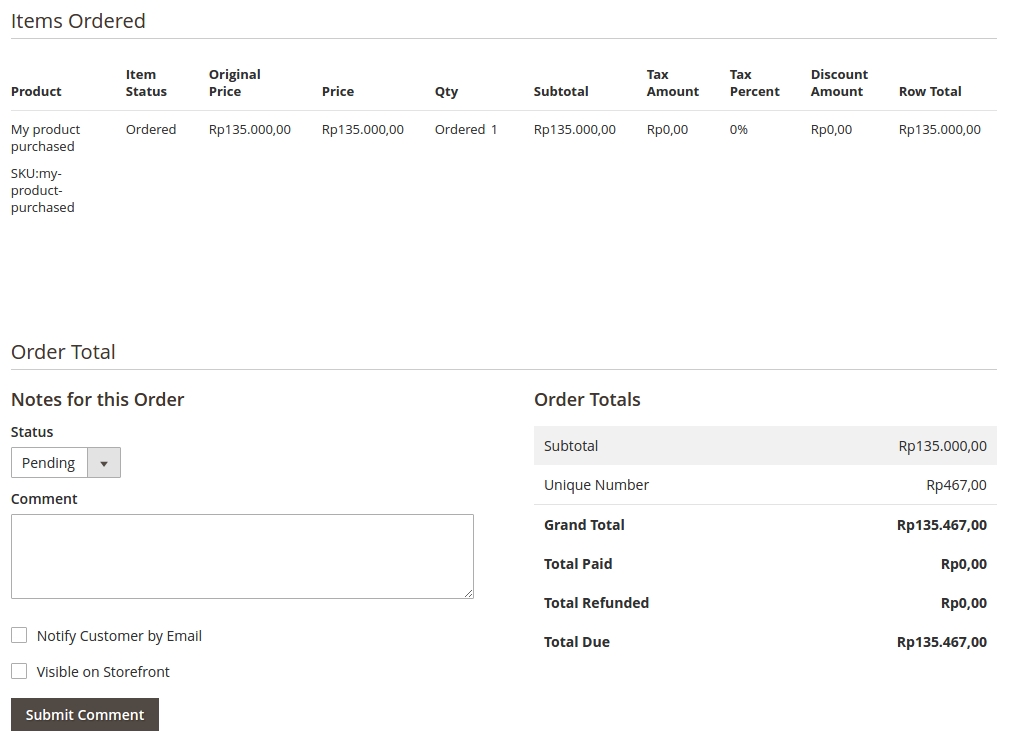 Items Ordered
Product Item Status Original Price Price Qty Subtotal Tax Amount Tax Percent Discount Amount Row Total
My product purchased Ordered Rp135.000,00 Rp135.000,00 Ordered 1 Rp135.000,00 Rp0,00 0% Rp0,00 Rp135.000,00
SKU:my-
product-
purchased
Order Total
Notes for this Order
Status
Pending
Comment
Notify Customer by Email
Visible on Storefront
Submit Comment
Order Totals
Subtotal Rp135.000,00
Unique Number Rp467,00
Grand Total Rp135.467,00
Total Paid Rp0,00
Total Refunded Rp0,00
Total Due Rp135.467,00